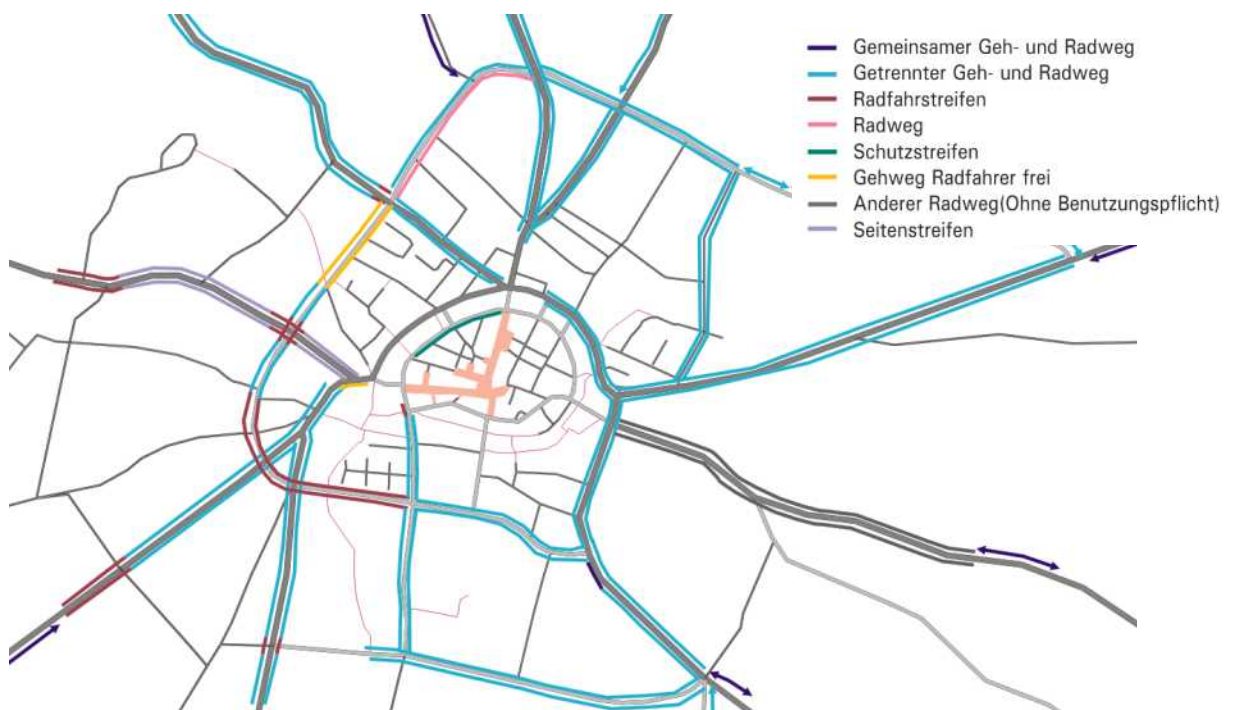 Gemeinsamer Geh- und Radweg
Getrennter Geh- und Radweg
Radfahrstreifen
Radweg
Schutzstreifen
Gehweg Radfahrer frei
Anderer Radweg(Ohne Benutzungspflicht)
Seitenstreifen